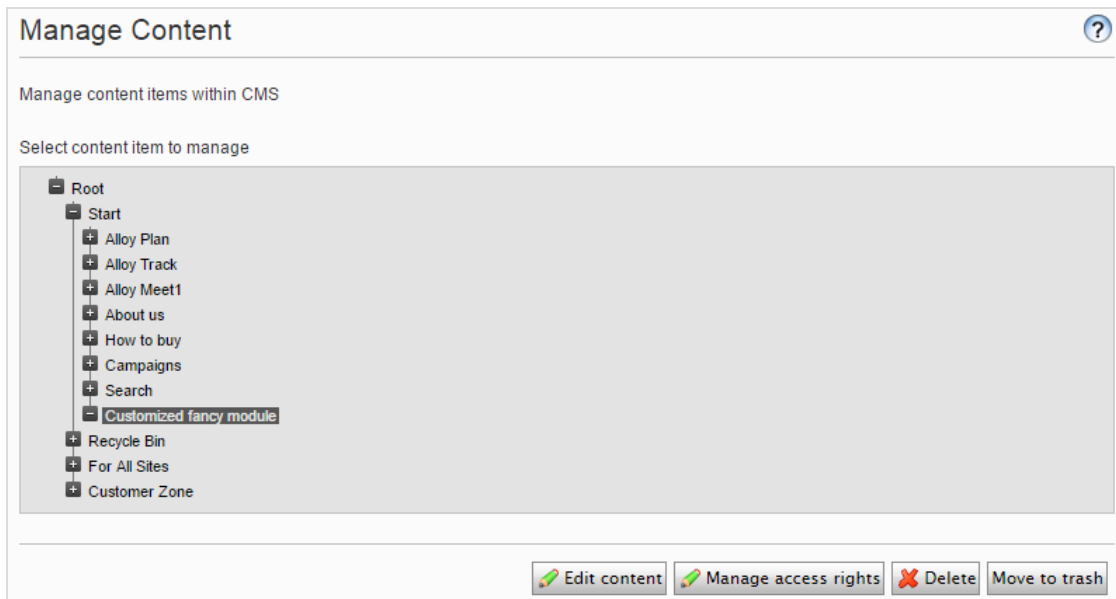 Manage Content
?
Manage content items within CMS
Select content item to manage
Root
Start
Alloy Plan
Alloy Track
Alloy Meet1
About us
How to buy
Campaigns
Search
Customized fancy module
Recycle Bin
For All Sites
Customer Zone
Edit content Manage access rights Delete Move to trash